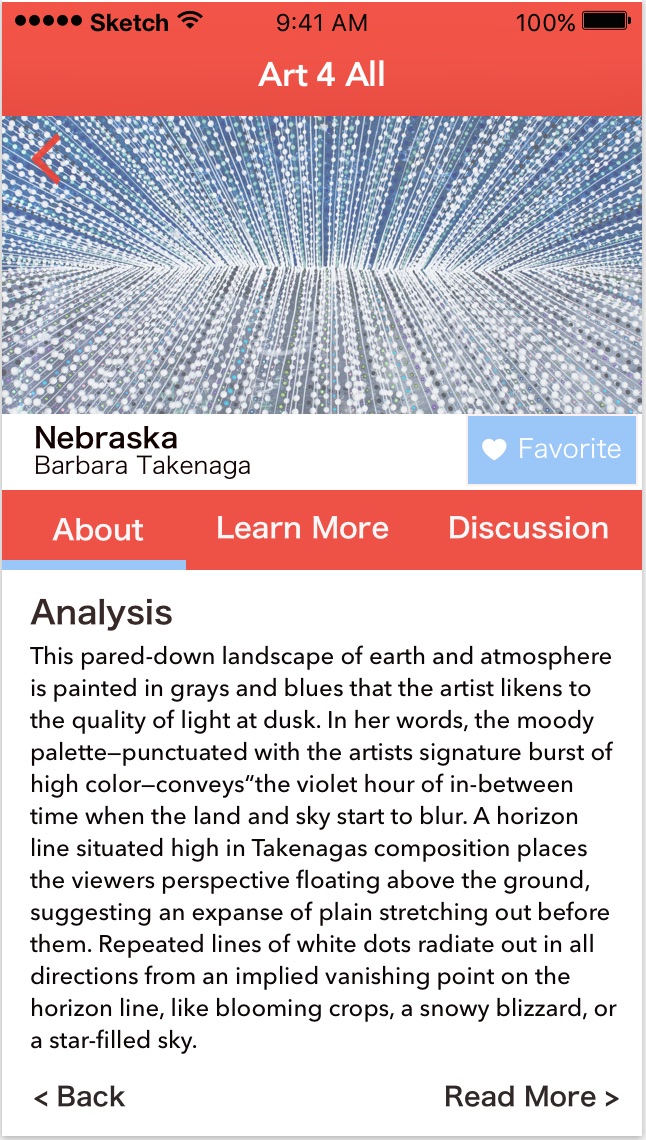 Sketch 9:41 AM 100%
Art 4 All
Nebraska
Barbara Takenaga
Favorite
About Learn More Discussion
Analysis
This pared-down landscape of earth and atmosphere
is painted in grays and blues that the artist likens to
the quality of light at dusk. In her words, the moody
palette—punctuated with the artists signature burst of
high color—conveys“the violet hour of in-between
time when the land and sky start to blur. A horizon
line situated high in Takenagas composition places
the viewers perspective floating above the ground,
suggesting an expanse of plain stretching out before
them. Repeated lines of white dots radiate out in all
directions from an implied vanishing point on the
horizon line, like blooming crops, a snowy blizzard, or
a star-filled sky.
< Back Read More >